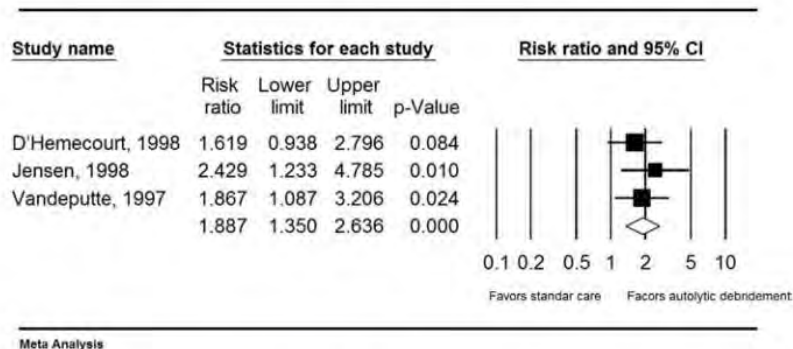 Study name Statistics for each study Risk ratio and 95% CI
Risk Lower Upper
ratio limit limit p-Value
D'Hemecourt, 1998 1.619 0.938 2.796 0.084
Jensen, 1998 2.429 1.233 4.785 0.010
Vandeputte, 1997 1.867 1.087 3.206 0.024
1.887 1.350 2.636 0.000
0.1 0.2 0.5 1 2 5 10
Favors standar care Facors autolytic debridement
Meta Analysis